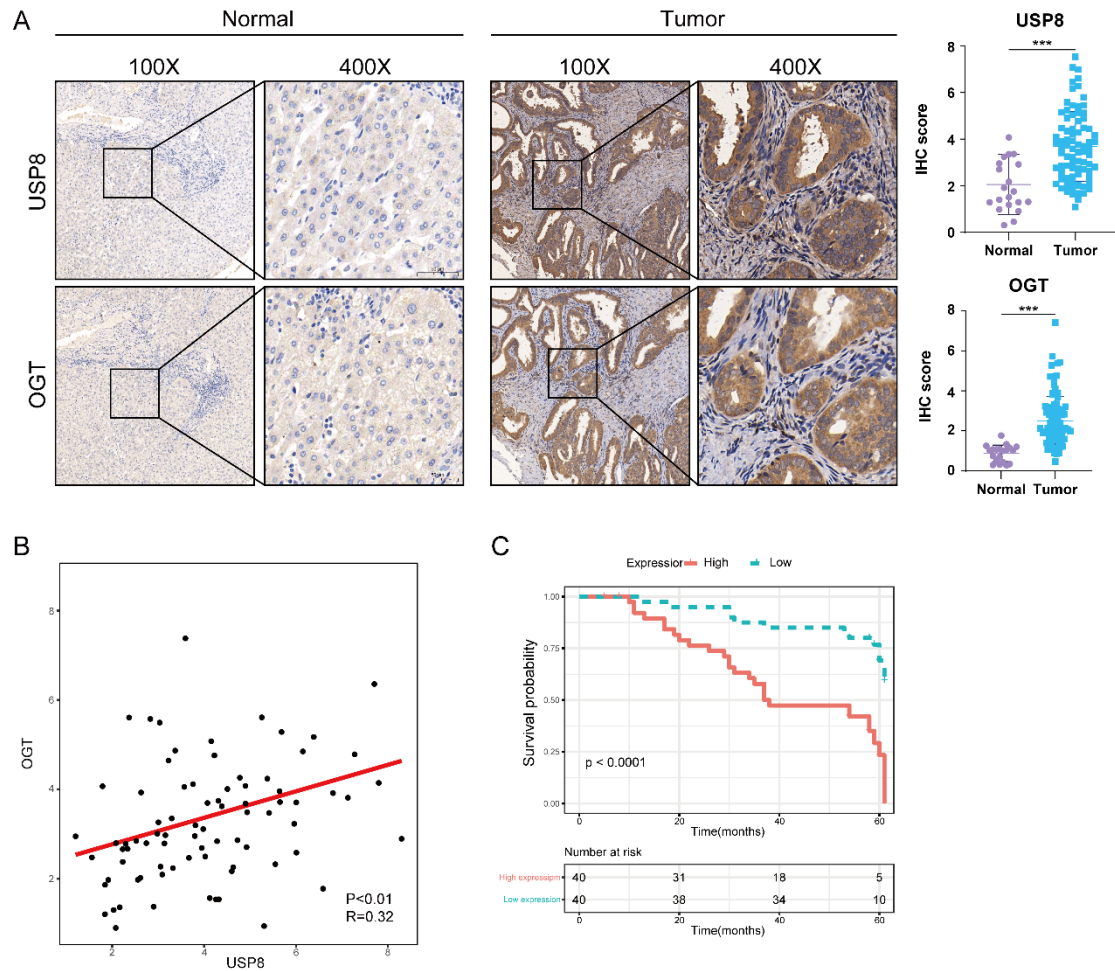 A
Normal
Tumor
100X
400X
100X
400X
USP8
OGT
USP8
***
IHC score
8
6
4
2
0
Normal
Tumor
OGT
***
IHC score
8
6
4
2
0
Normal
Tumor
B
OGT
8
6
4
2
P<0.01
R=0.32
2
4
6
8
USP8
C
Expression High Low
Survival probability
1.00
0.75
0.50
0.25
0.00
p < 0.0001
0
20
40
60
Time(months)
Number at risk
High expressipm 40 31 18 5
Low expression 40 38 34 10
0
20
40
60
Time(months)